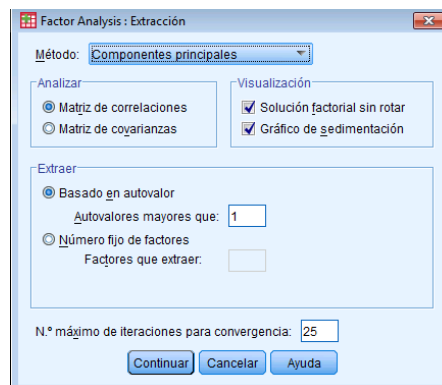 Factor Analysis : Extracción
Método: Componentes principales
Analizar
Matriz de correlaciones
Matriz de covarianzas
Visualización
Solución factorial sin rotar
Gráfico de sedimentación
Extraer
Basado en autovalor
Autovalores mayores que: 1
Número fijo de factores
Factores que extraer:
N.º máximo de iteraciones para convergencia: 25
Continuar Cancelar Ayuda